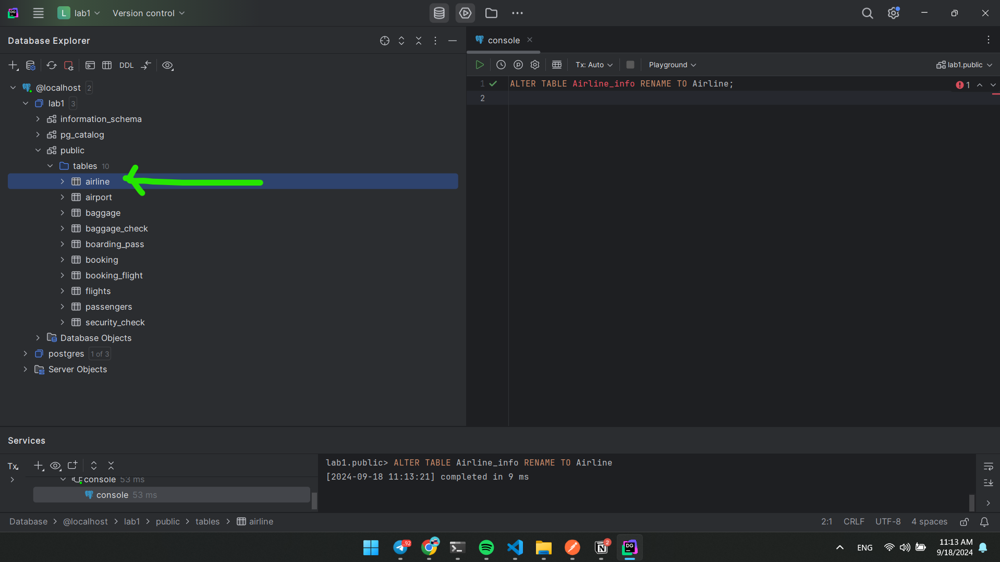 L lab1 Version control
Database Explorer
DDL
@localhost 2
lab1 3
information_schema
pg_catalog
public
tables 10
airline
airport
baggage
baggage_check
boarding_pass
booking
booking_flight
flights
passengers
security_check
Database Objects
postgres 1 of 3
Server Objects
console
Tx: Auto Playground lab1.public
1 ALTER TABLE Airline_info RENAME TO Airline; 1
2
Services
Tx
console 53 ms
console 53 ms
lab1.public> ALTER TABLE Airline_info RENAME TO Airline
[2024-09-18 11:13:21] completed in 9 ms
Database > @localhost > lab1 > public > tables > airline
2:1 CRLF UTF-8 4 spaces
..92
2
DG
ENG
11:13 AM
9/18/2024